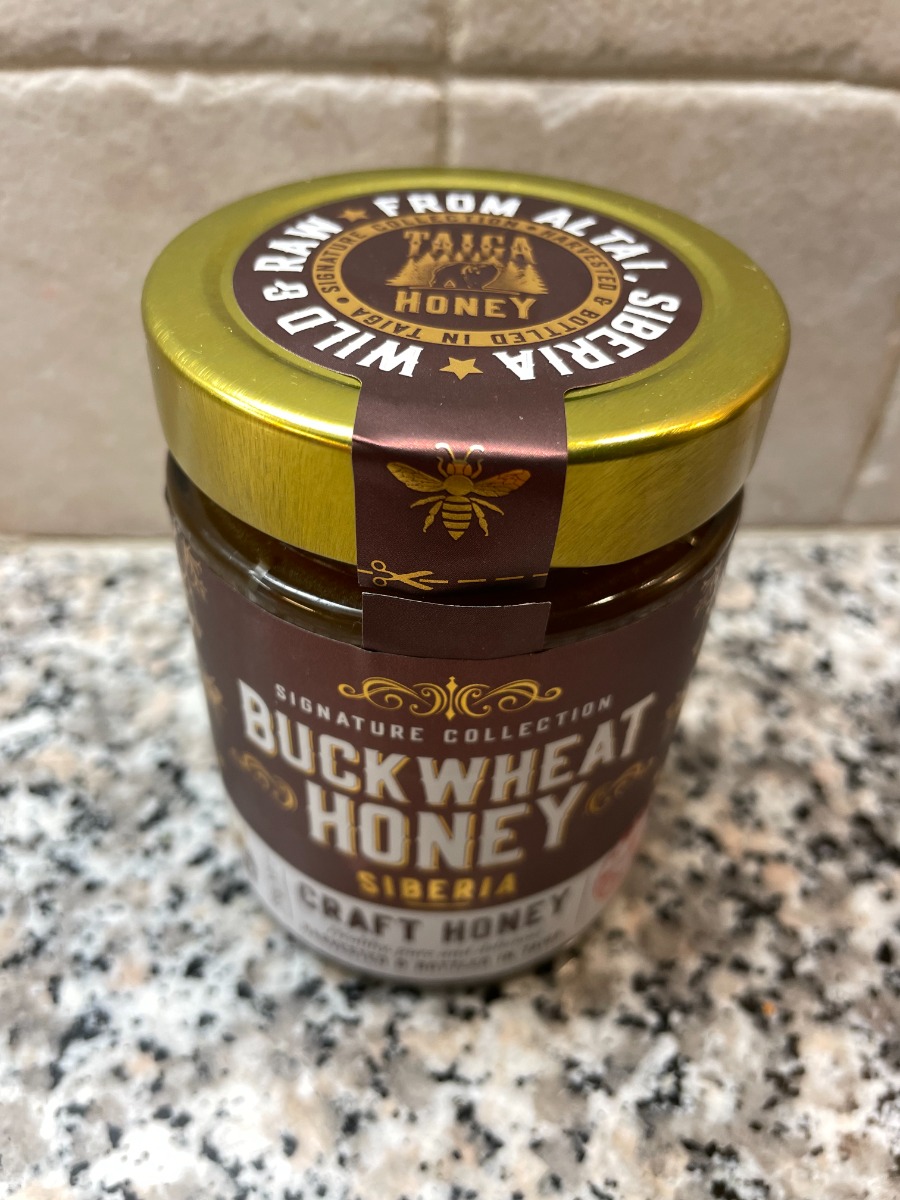 WILD & RAW ★ FROM ALTAI, SIBERIA ★
SIGNATURE COLLECTION • HARVESTED & BOTTLED IN TAIGA •
TAIGA
HONEY
SIGNATURE COLLECTION
BUCKWHEAT
HONEY
SIBERIA
CRAFT HONEY